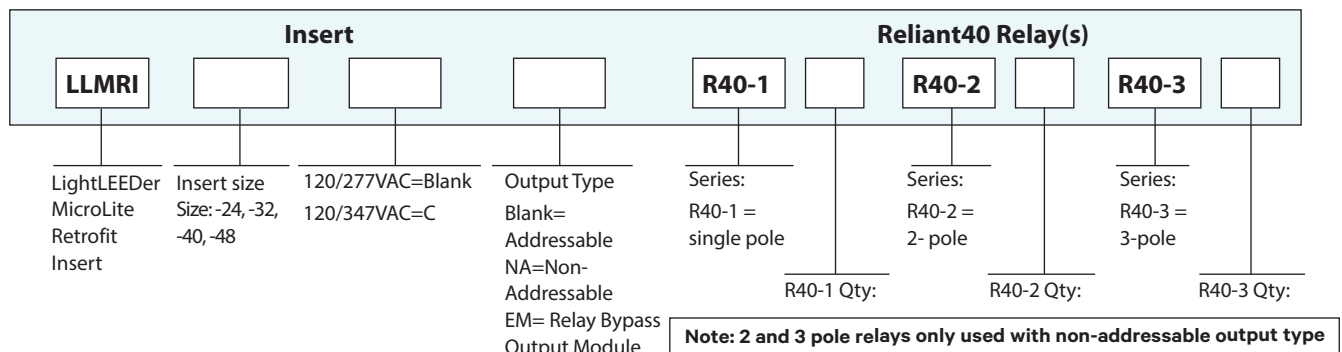 Insert
Reliant40 Relay(s)
LLMRI
R40-1
R40-2
R40-3
LightLEEDer
MicroLite
Retrofit
Insert
Insert size
Size: -24, -32,
-40, -48
120/277VAC=Blank
120/347VAC=C
Output Type
Blank=
Addressable
NA=Non-
Addressable
EM= Relay Bypass
Output Module
Series:
R40-1 =
single pole
R40-1 Qty:
Series:
R40-2 =
2- pole
R40-2 Qty:
Series:
R40-3 =
3-pole
R40-3 Qty:
Note: 2 and 3 pole relays only used with non-addressable output type